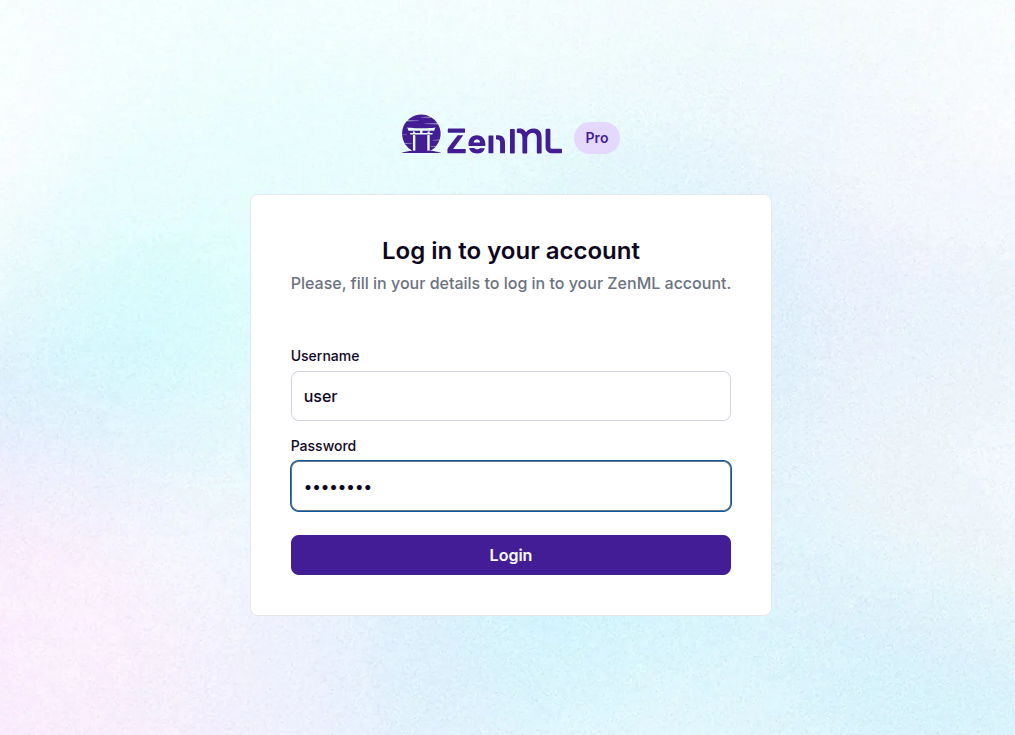 ZenML Pro
Log in to your account
Please, fill in your details to log in to your ZenML account.
Username
user
Password
••••••••
Login